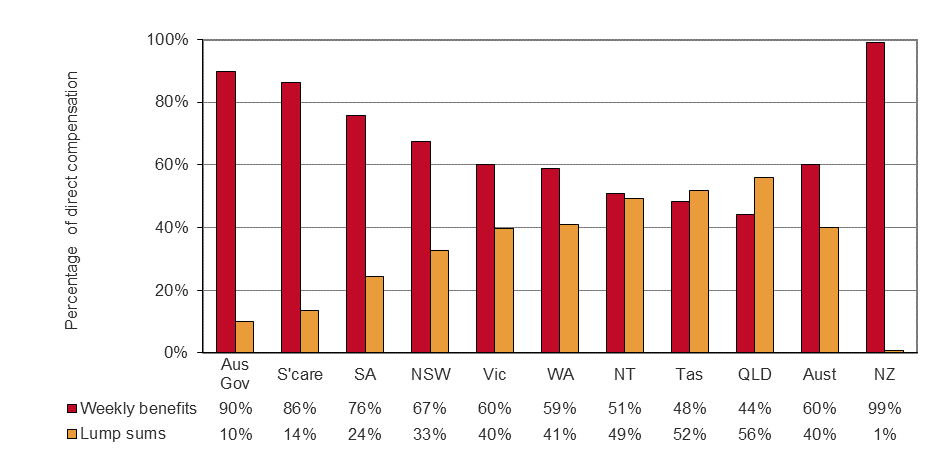 Percentage of direct compensation
100%
80%
60%
40%
20%
0%
Aus Gov S'care SA NSW Vic WA NT Tas QLD Aust NZ
Weekly benefits 90% 86% 76% 67% 60% 59% 51% 48% 44% 60% 99%
Lump sums 10% 14% 24% 33% 40% 41% 49% 52% 56% 40% 1%